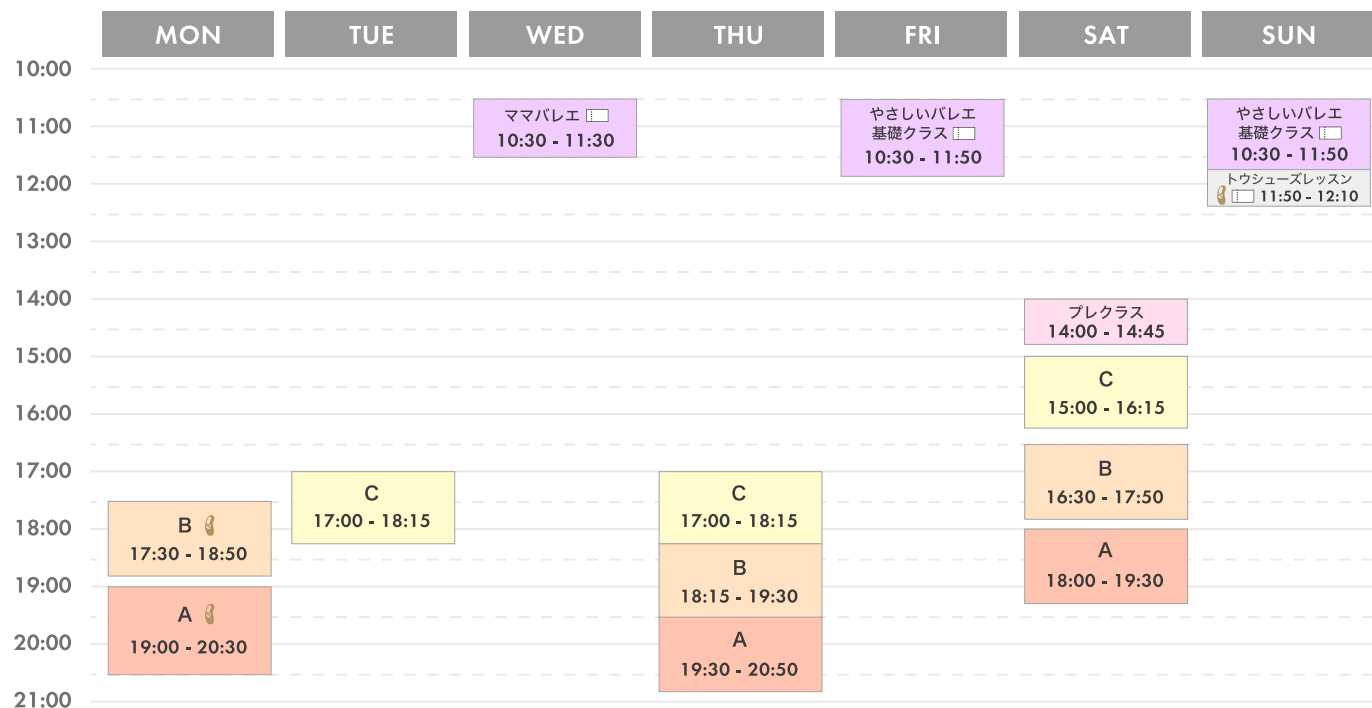 MON TUE WED THU FRI SAT SUN
10:00
11:00
12:00
13:00
14:00
15:00
16:00
17:00
18:00
19:00
20:00
21:00
B
17:30 - 18:50
A
19:00 - 20:30
C
17:00 - 18:15
ママバレエ
10:30 - 11:30
C
17:00 - 18:15
B
18:15 - 19:30
A
19:30 - 20:50
やさしいバレエ
基礎クラス
10:30 - 11:50
プレクラス
14:00 - 14:45
C
15:00 - 16:15
B
16:30 - 17:50
A
18:00 - 19:30
やさしいバレエ
基礎クラス
10:30 - 11:50
トウシューズレッスン
11:50 - 12:10